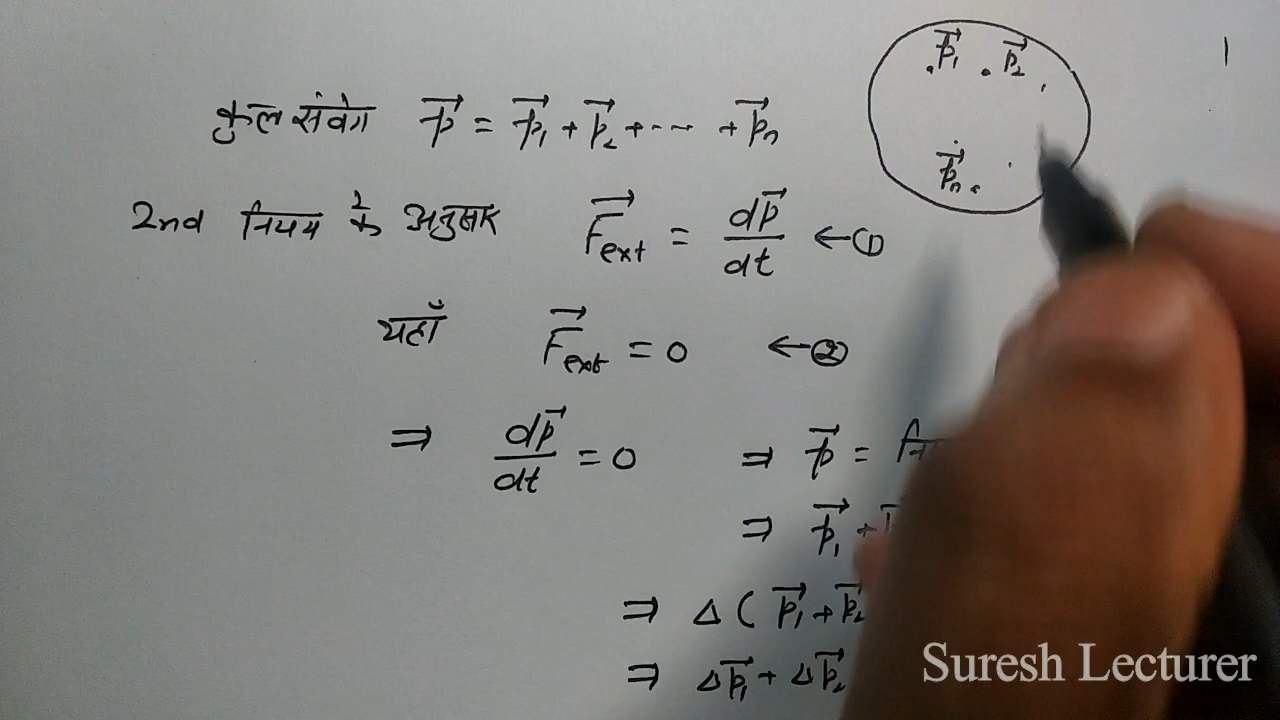 p⃗₁ p⃗₂
p⃗ₙ
1
कुल संवेग p⃗ = p⃗₁ + p⃗₂ + ---- + p⃗ₙ
2nd नियम के अनुसार F⃗ext = dp⃗/dt ← ①
यहाँ F⃗ext = 0 ← ②
⇒ dp⃗/dt = 0 ⇒ p⃗ =
⇒ p⃗₁ +
⇒ Δ ( p⃗₁ + p⃗₂
⇒ Δp⃗₁ + Δp⃗₂
Suresh Lecturer